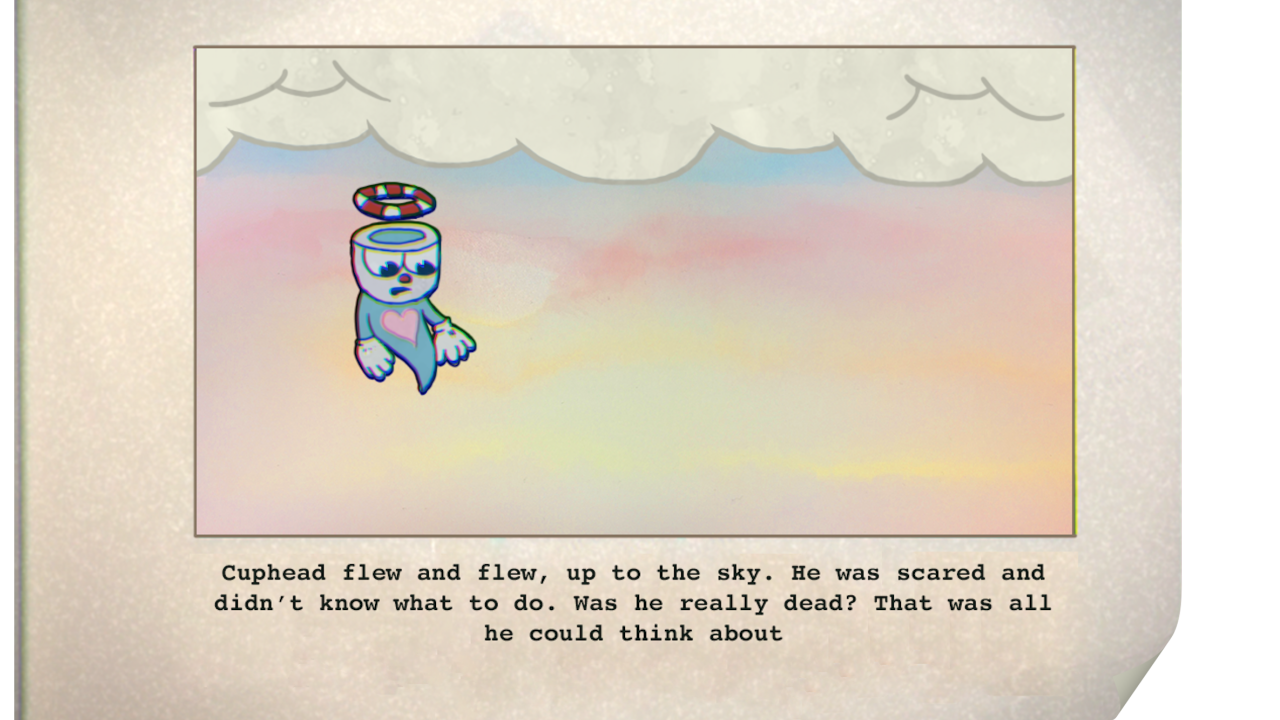 Cuphead flew and flew, up to the sky. He was scared and
didn’t know what to do. Was he really dead? That was all
he could think about